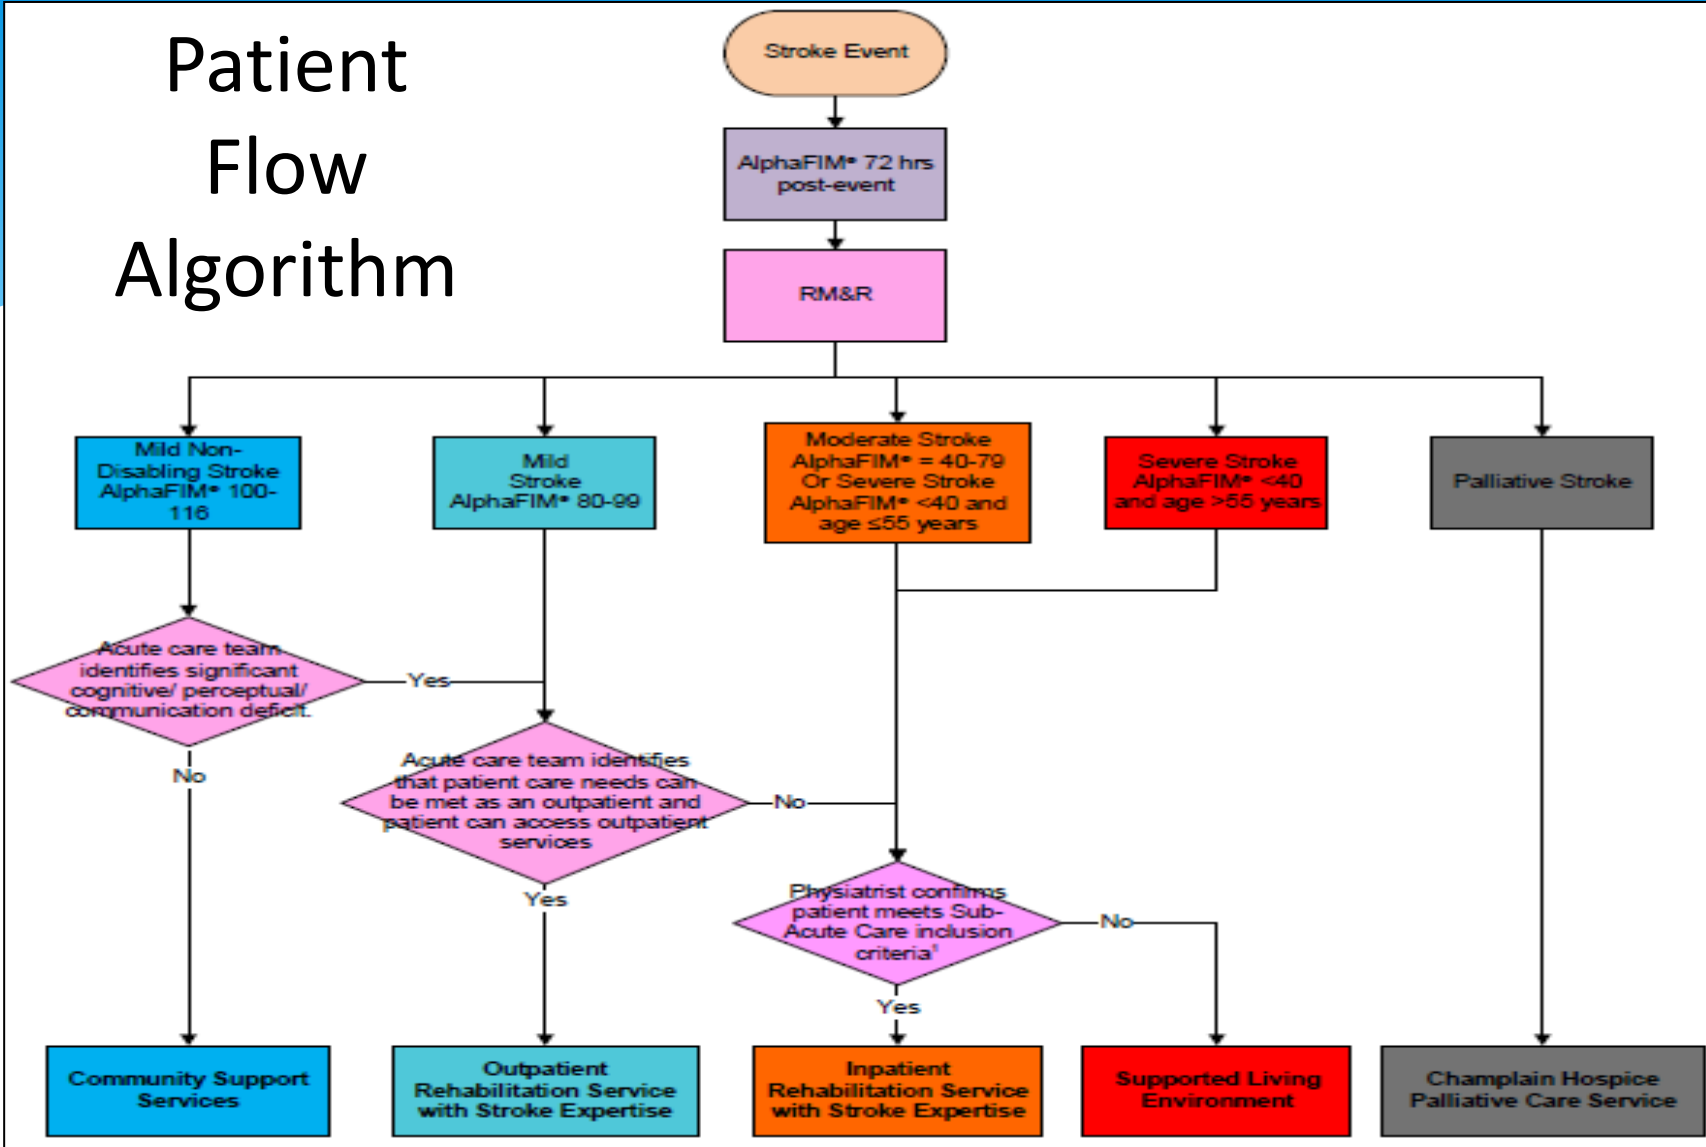 Patient
Flow
Algorithm
Stroke Event
AlphaFIM® 72 hrs
post-event
RM&R
Mild Non-
Disabling Stroke
AlphaFIM® 100-
116
Mild
Stroke
AlphaFIM® 80-99
Moderate Stroke
AlphaFIM® = 40-79
Or Severe Stroke
AlphaFIM® <40 and
age ≤55 years
Severe Stroke
AlphaFIM® <40
and age >55 years
Palliative Stroke
Acute care team
identifies significant
cognitive/ perceptual/
communication deficit.
Yes
No
Acute care team identifies
that patient care needs can
be met as an outpatient and
patient can access outpatient
services
No
Yes
Physiatrist confirms
patient meets Sub-
Acute Care inclusion
criteria¹
No
Yes
Community Support
Services
Outpatient
Rehabilitation Service
with Stroke Expertise
Inpatient
Rehabilitation Service
with Stroke Expertise
Supported Living
Environment
Champlain Hospice
Palliative Care Service